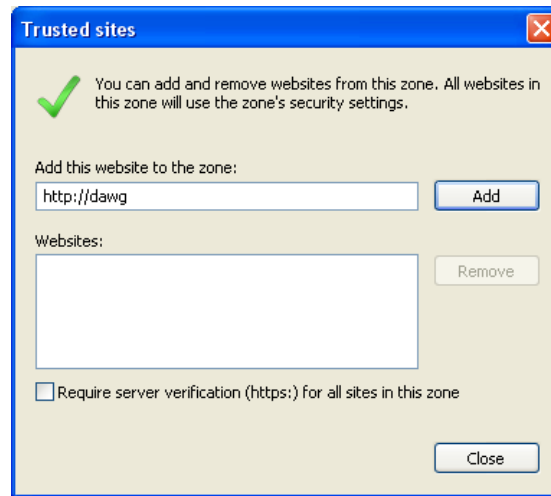 Trusted sites
You can add and remove websites from this zone. All websites in
this zone will use the zone's security settings.
Add this website to the zone:
http://dawg
Add
Websites:
Remove
Require server verification (https:) for all sites in this zone
Close